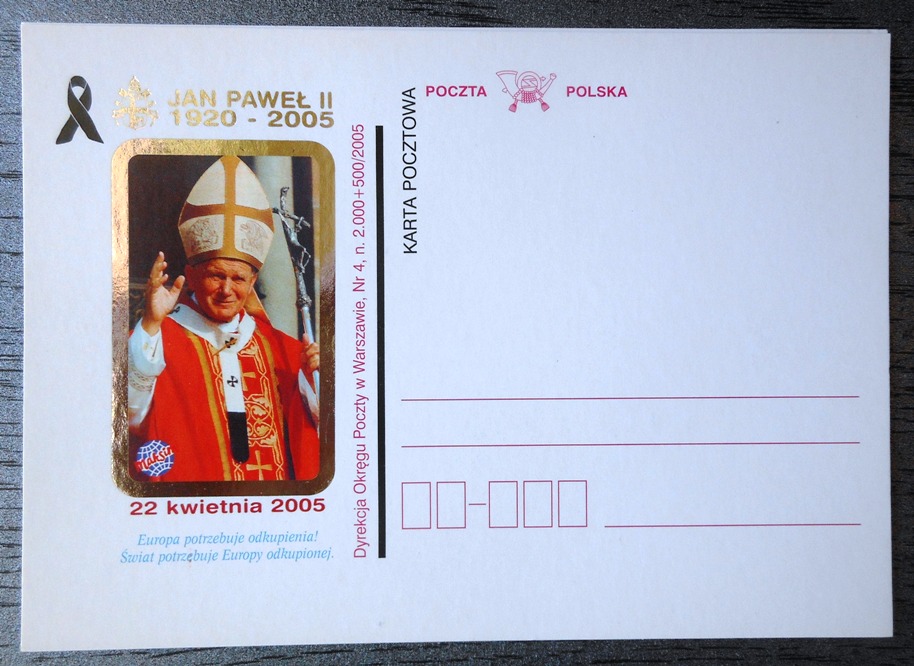 JAN PAWEŁ II
1920 - 2005
22 kwietnia 2005
Europa potrzebuje odkupienia!
Świat potrzebuje Europy odkupionej.
Dyrekcja Okręgu Poczty w Warszawie, Nr 4, n. 2.000+500/2005
KARTA POCZTOWA
POCZTA POLSKA